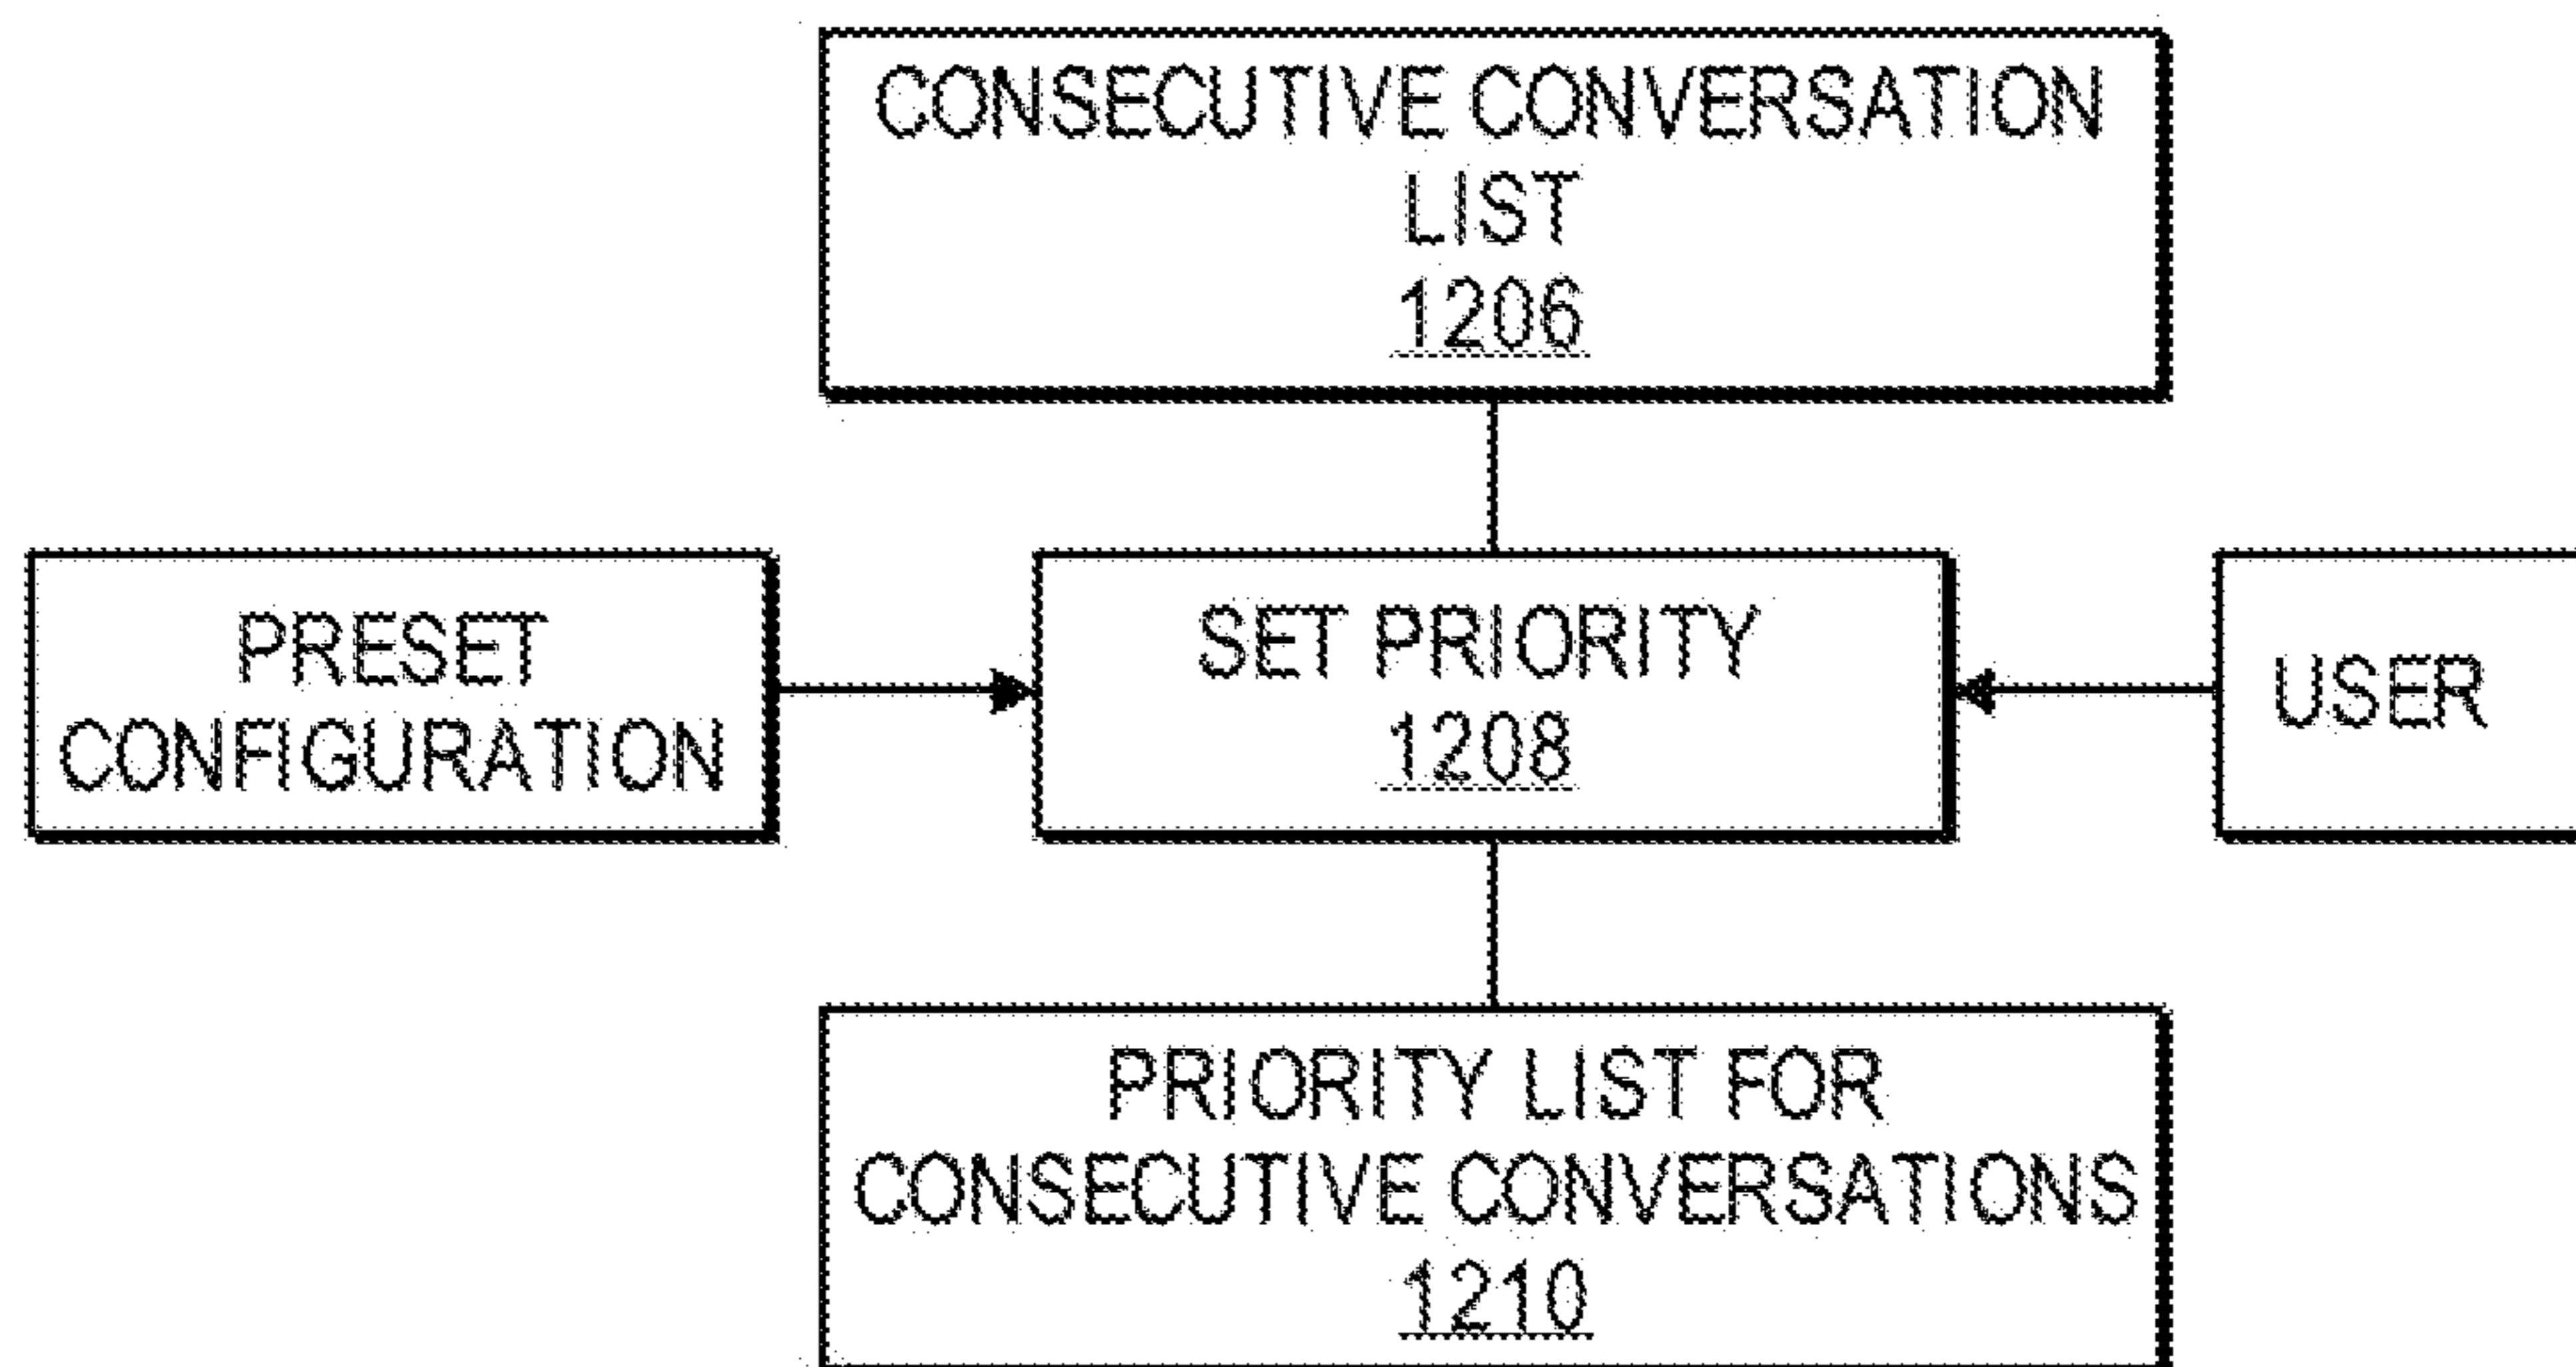 CONSECUTIVE CONVERSATION
LIST
1206
PRESET
CONFIGURATION
SET PRIORITY
1208
USER
PRIORITY LIST FOR
CONSECUTIVE CONVERSATIONS
1210